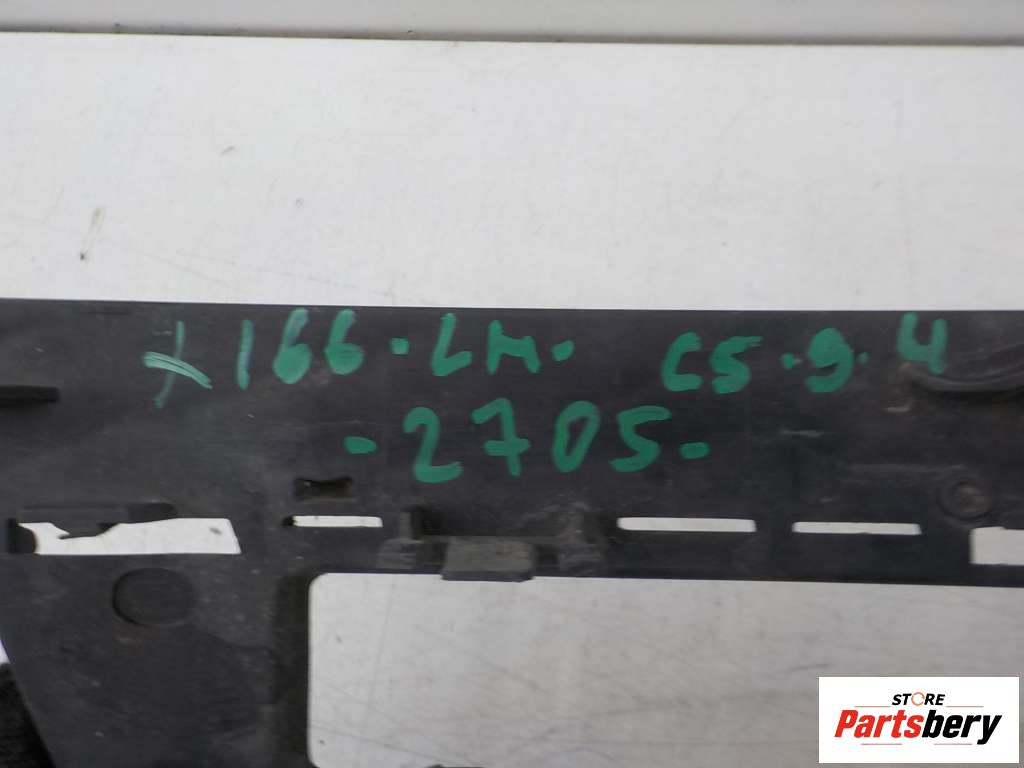 X166·LM· C5·9·4
·2705·
STORE
Partsbery